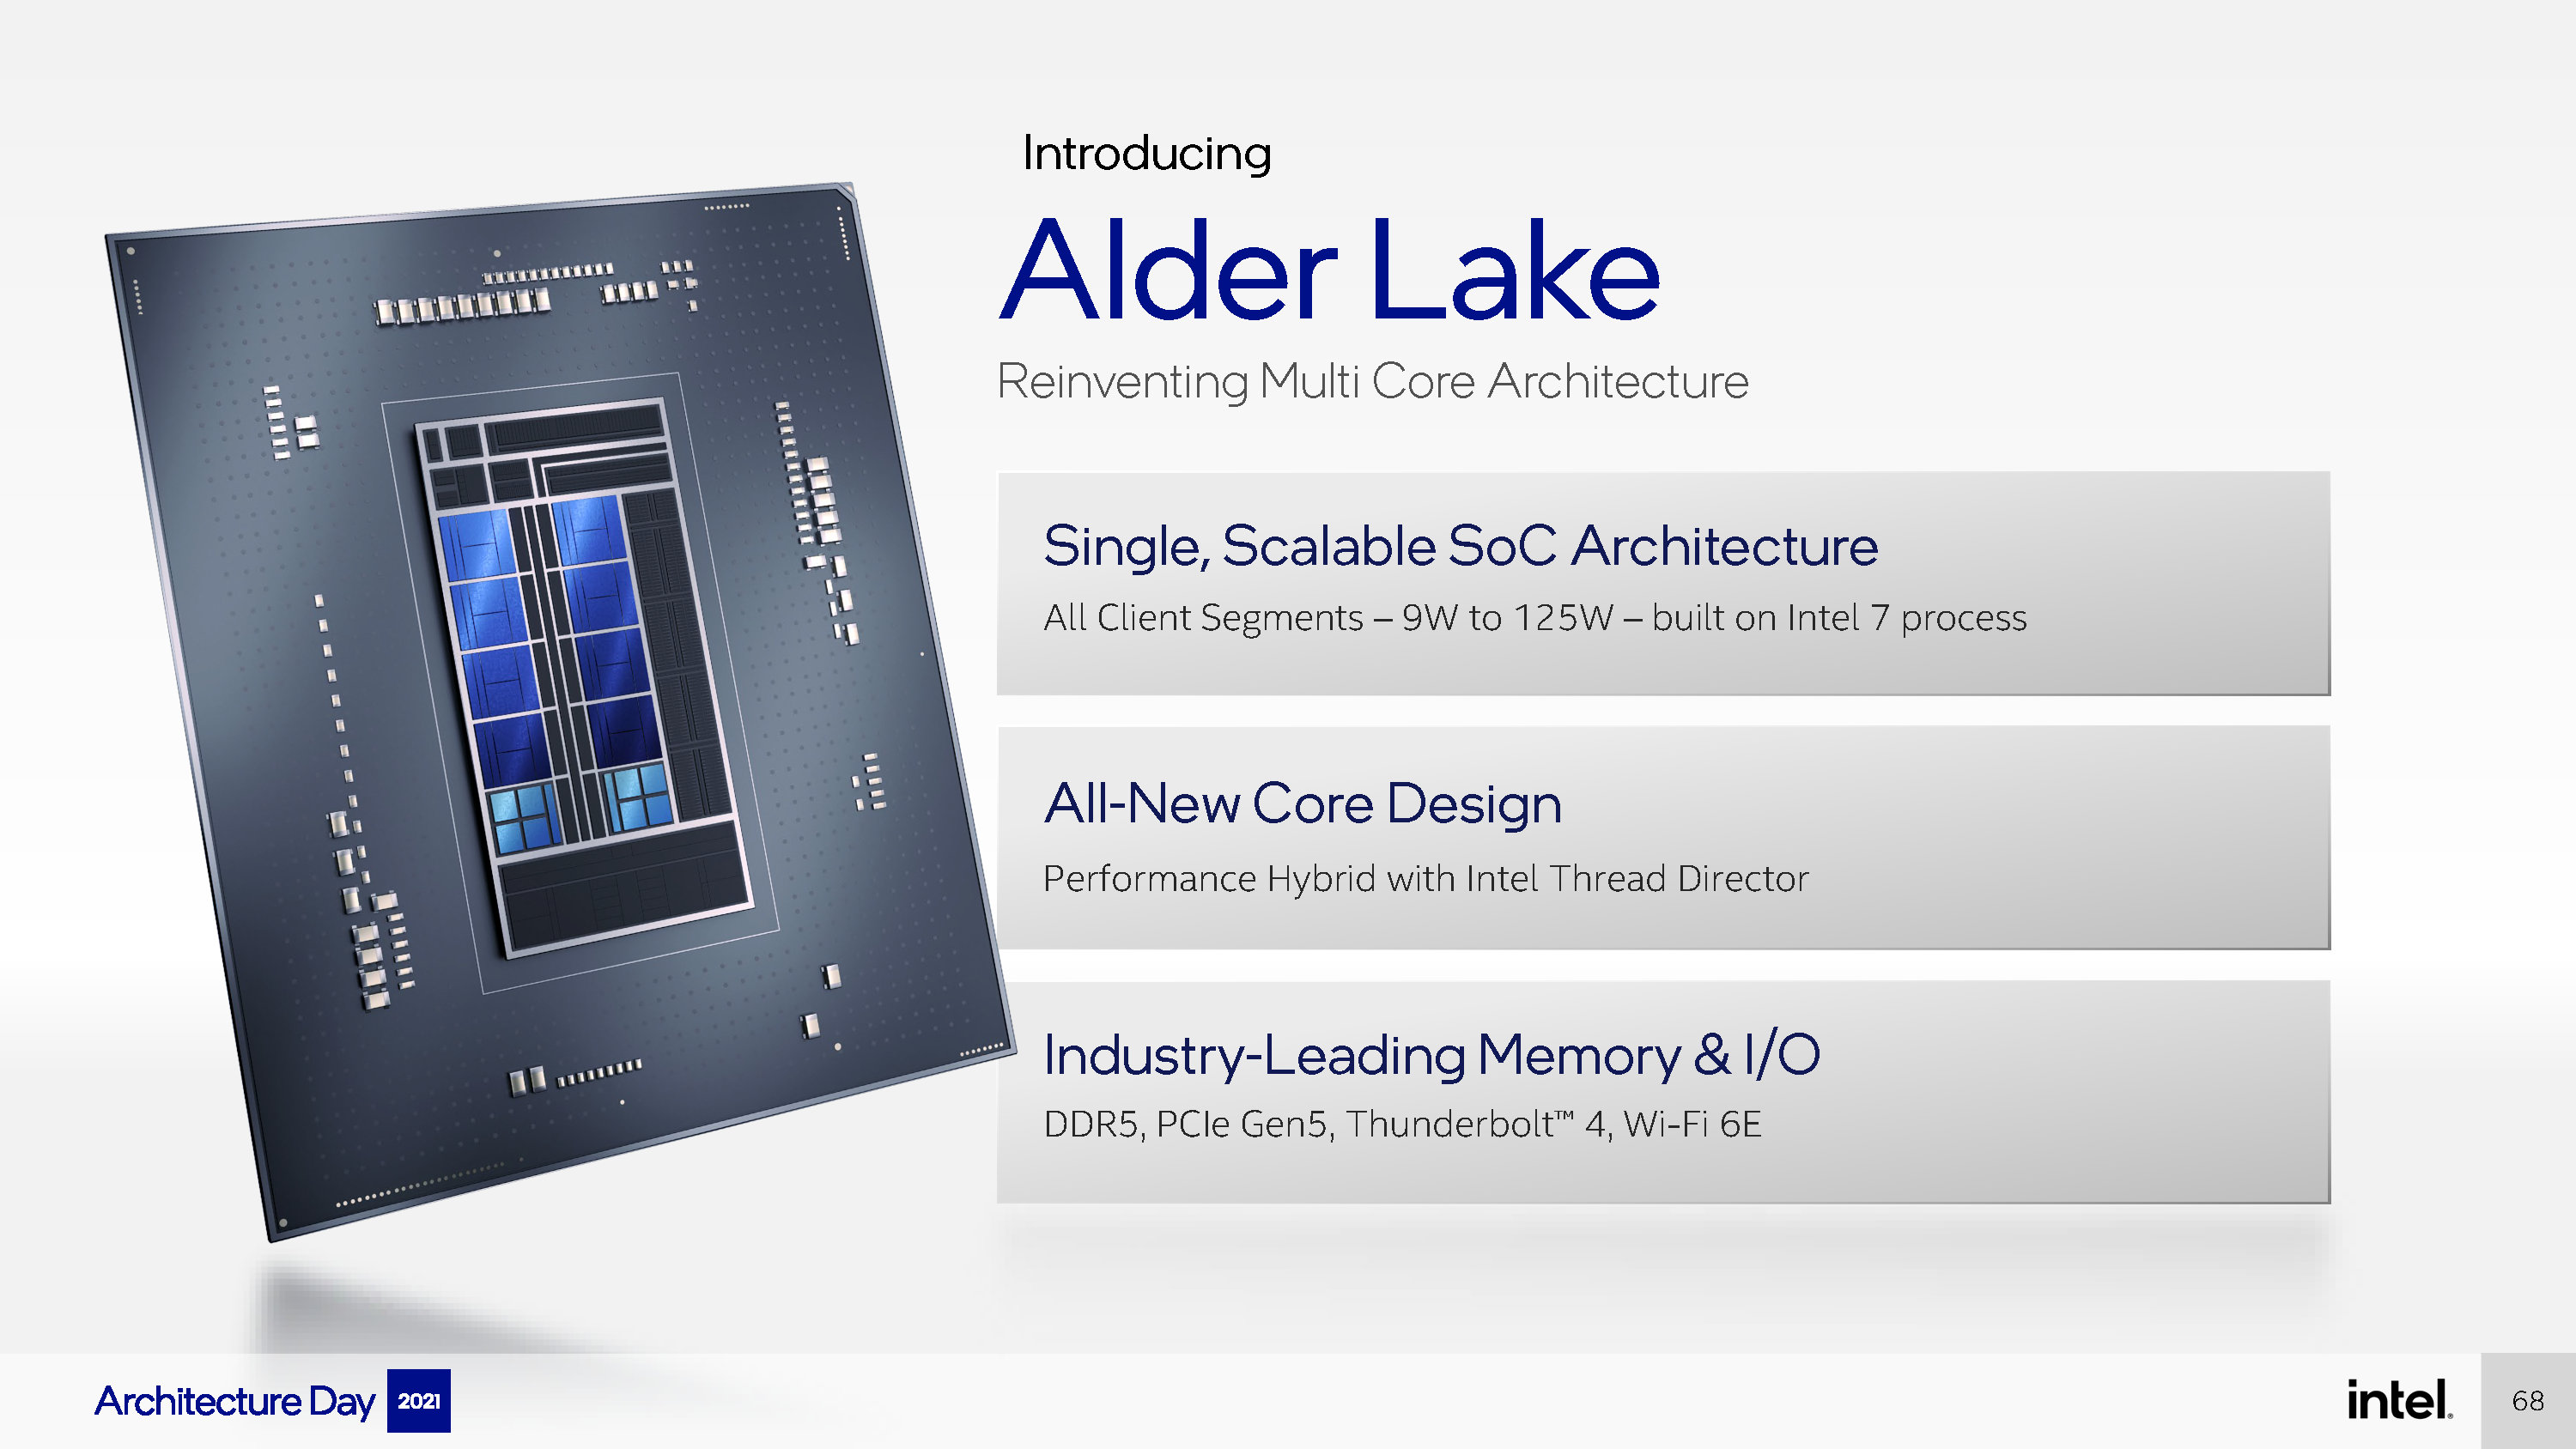 Introducing
Alder Lake
Reinventing Multi Core Architecture
Single, Scalable SoC Architecture
All Client Segments – 9W to 125W – built on Intel 7 process
All-New Core Design
Performance Hybrid with Intel Thread Director
Industry-Leading Memory & I/O
DDR5, PCIe Gen5, Thunderbolt™ 4, Wi-Fi 6E
Architecture Day 2021
intel®
68